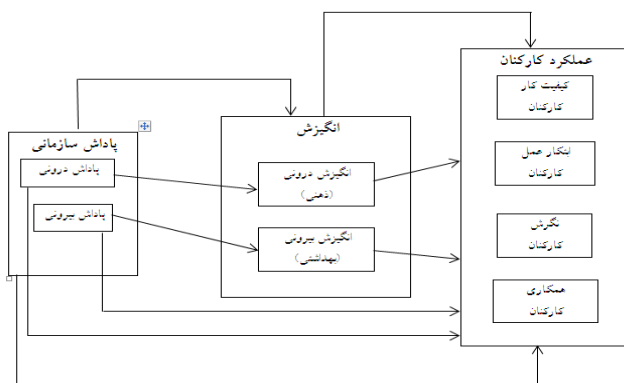 عملکرد کارکنان
کیفیت کار
کارکنان
ابتکار عمل
کارکنان
نگرش
کارکنان
همکاری
کارکنان
انگیزش
انگیزش درونی
(ذهنی)
انگیزش بیرونی
(بهداشتی)
پاداش سازمانی
پاداش درونی
پاداش بیرونی